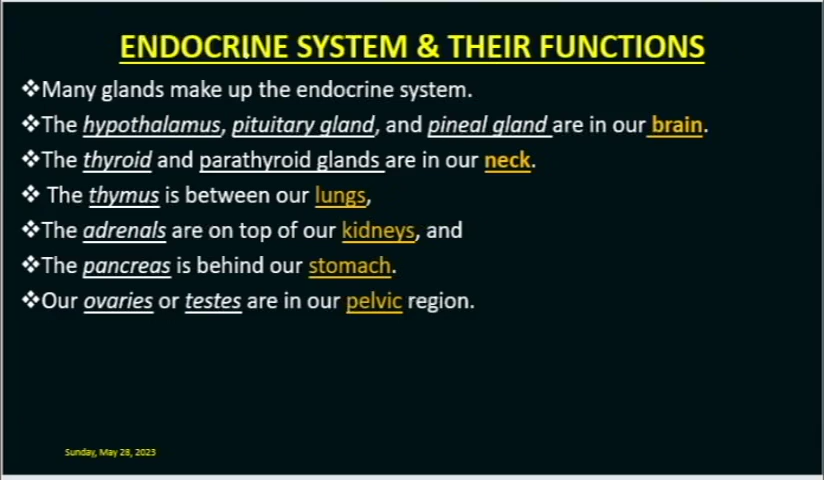 ENDOCRINE SYSTEM & THEIR FUNCTIONS
❖Many glands make up the endocrine system.
❖The hypothalamus, pituitary gland, and pineal gland are in our brain.
❖The thyroid and parathyroid glands are in our neck.
❖ The thymus is between our lungs,
❖The adrenals are on top of our kidneys, and
❖The pancreas is behind our stomach.
❖Our ovaries or testes are in our pelvic region.
Sunday, May 28, 2023